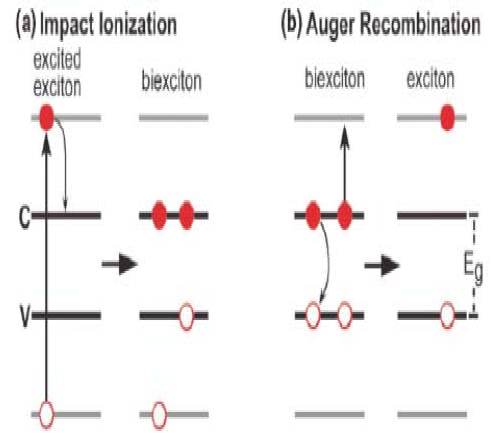 (a) Impact Ionization
(b) Auger Recombination
excited
exciton
biexciton
biexciton
exciton
C
V
Eg